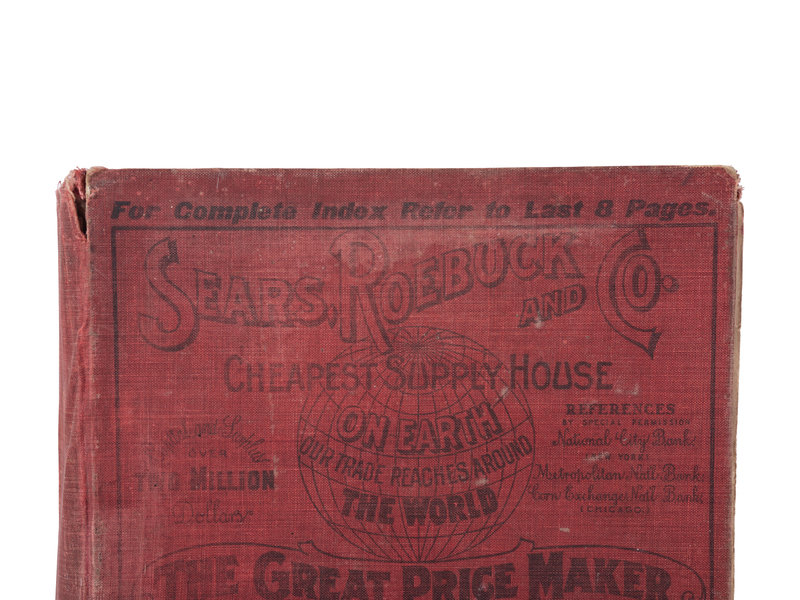 For Complete Index Refer to Last 8 Pages.
SEARS, ROEBUCK AND Co.
CHEAPEST SUPPLY HOUSE
ON EARTH
OUR TRADE REACHES AROUND
THE WORLD
OVER
TWO MILLION
Dollars
REFERENCES
BY SPECIAL PERMISSION
National City Bank,
(NEW YORK)
Metropolitan Natl. Bank,
Corn Exchange Natl Bank,
(CHICAGO.)
THE GREAT PRICE MAKER